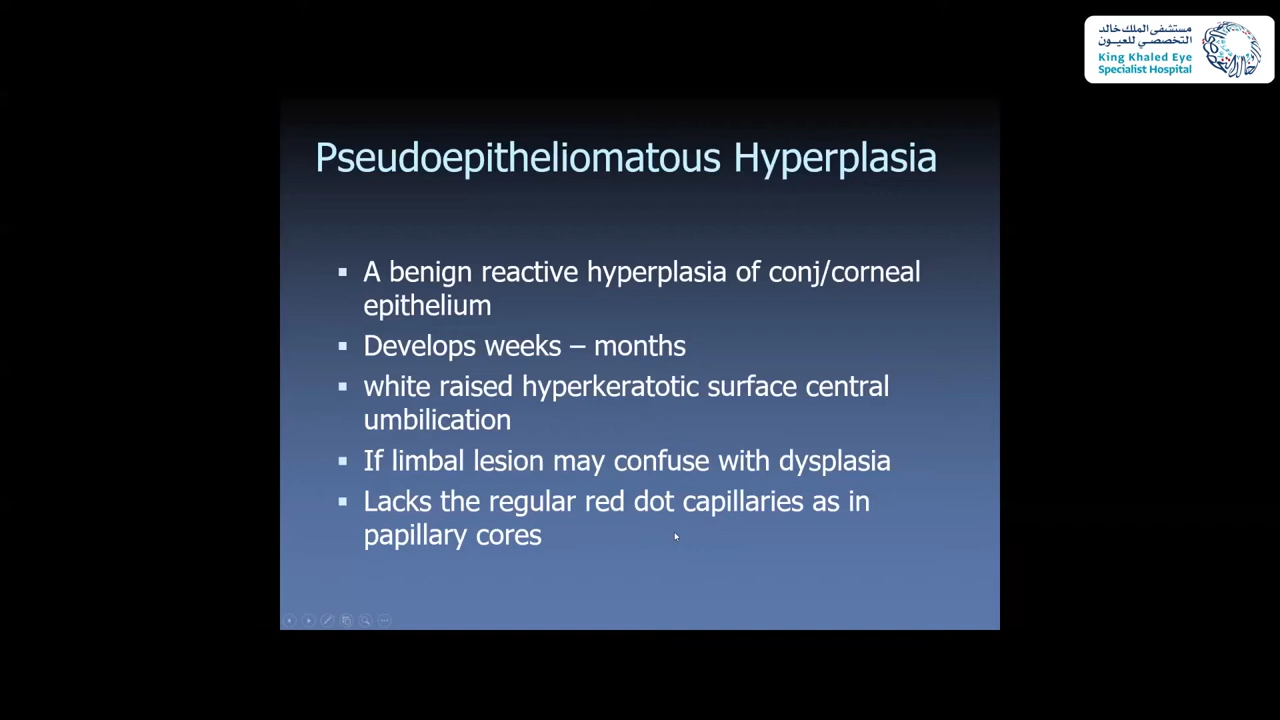 مستشفى الملك خالد
التخصصي للعيون
King Khaled Eye
Specialist Hospital
Pseudoepitheliomatous Hyperplasia
A benign reactive hyperplasia of conj/corneal
epithelium
Develops weeks – months
white raised hyperkeratotic surface central
umbilication
If limbal lesion may confuse with dysplasia
Lacks the regular red dot capillaries as in
papillary cores